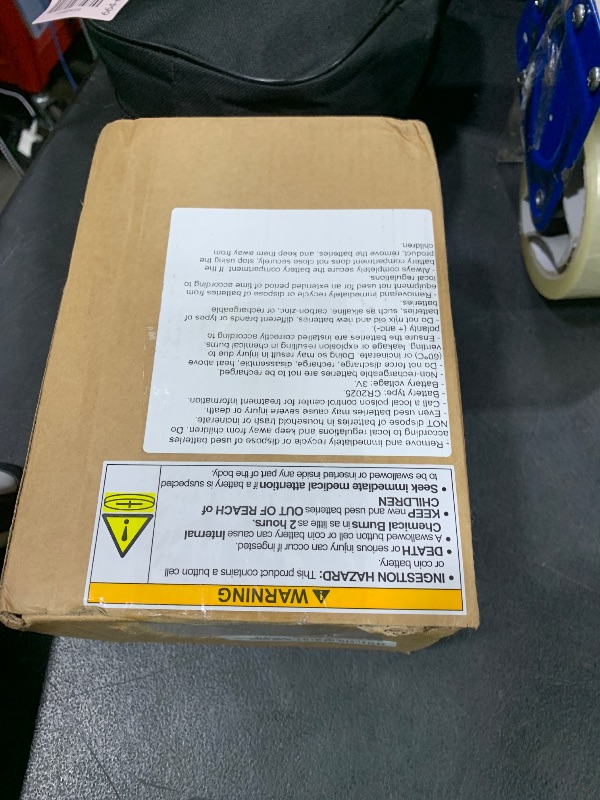 ⚠ WARNING
• INGESTION HAZARD: This product contains a button cell
or coin battery.
• DEATH or serious injury can occur if ingested.
• A swallowed button cell or coin battery can cause Internal
Chemical Burns in as little as 2 hours.
• KEEP new and used batteries OUT OF REACH of
CHILDREN
• Seek immediate medical attention if a battery is suspected
to be swallowed or inserted inside any part of the body.
- Remove and immediately recycle or dispose of used batteries
according to local regulations and keep away from children. Do
NOT dispose of batteries in household trash or incinerate.
- Even used batteries may cause severe injury or death.
- Call a local poison control center for treatment information.
- Battery type: CR2025
- Battery voltage: 3V.
- Non-rechargeable batteries are not to be recharged
- Do not force discharge, recharge, disassemble, heat above
(60°C) or incinerate. Doing so may result in injury due to
venting, leakage or explosion resulting in chemical burns.
- Ensure the batteries are installed correctly according to
polarity (+ and-).
- Do not mix old and new batteries, different brands or types of
batteries, such as alkaline, carbon-zinc, or rechargeable
batteries.
- Removeand immediately recycle or dispose of batteries from
equipment not used for an extended period of time according to
local regulations
- Always completely secure the battery compartment. If the
battery compartment does not close securely, stop using the
product, remove the batteries, and keep them away from
children.